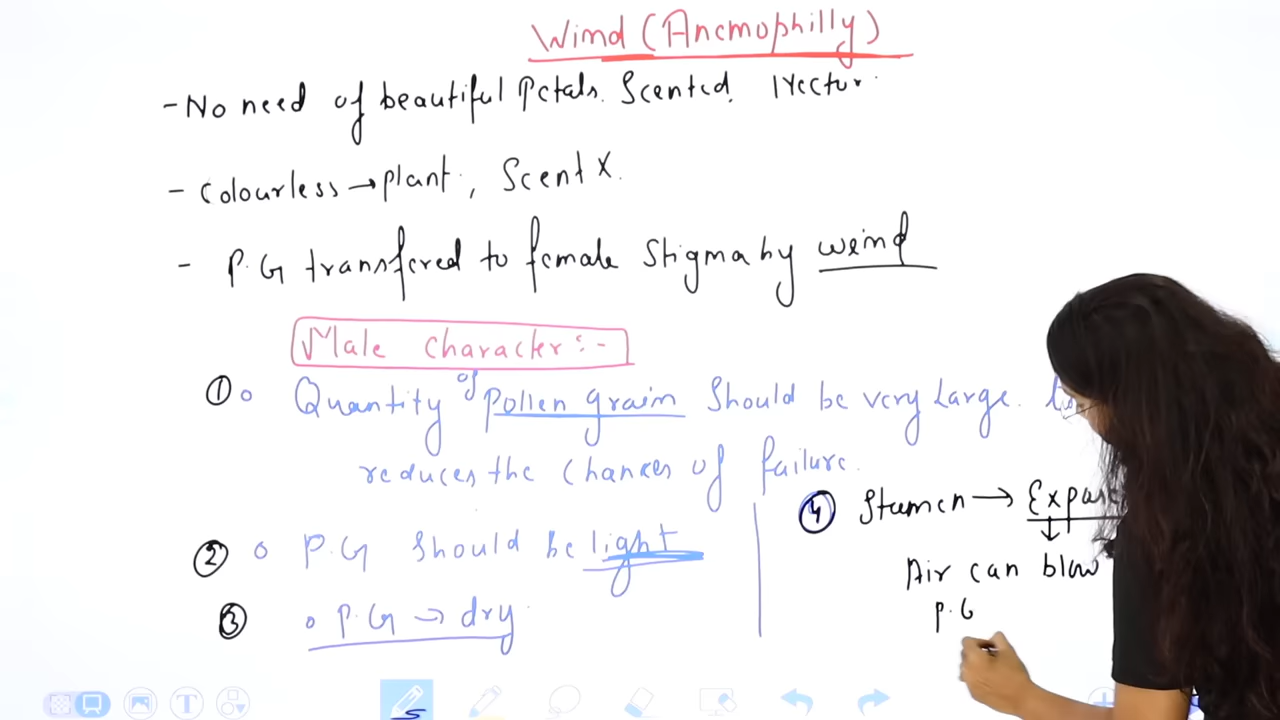 Wind (Anemophilly)
- No need of beautiful Petals. Scented. Nector.
- Colourless → plant, Scent X.
- P.G transfered to female Stigma by wind
Male character :-
① Quantity of pollen grain Should be very Large.
reduces the chances of failure.
② P.G Should be light
③ P.G → dry
④ Stamen →
Air can blow
P.G
T